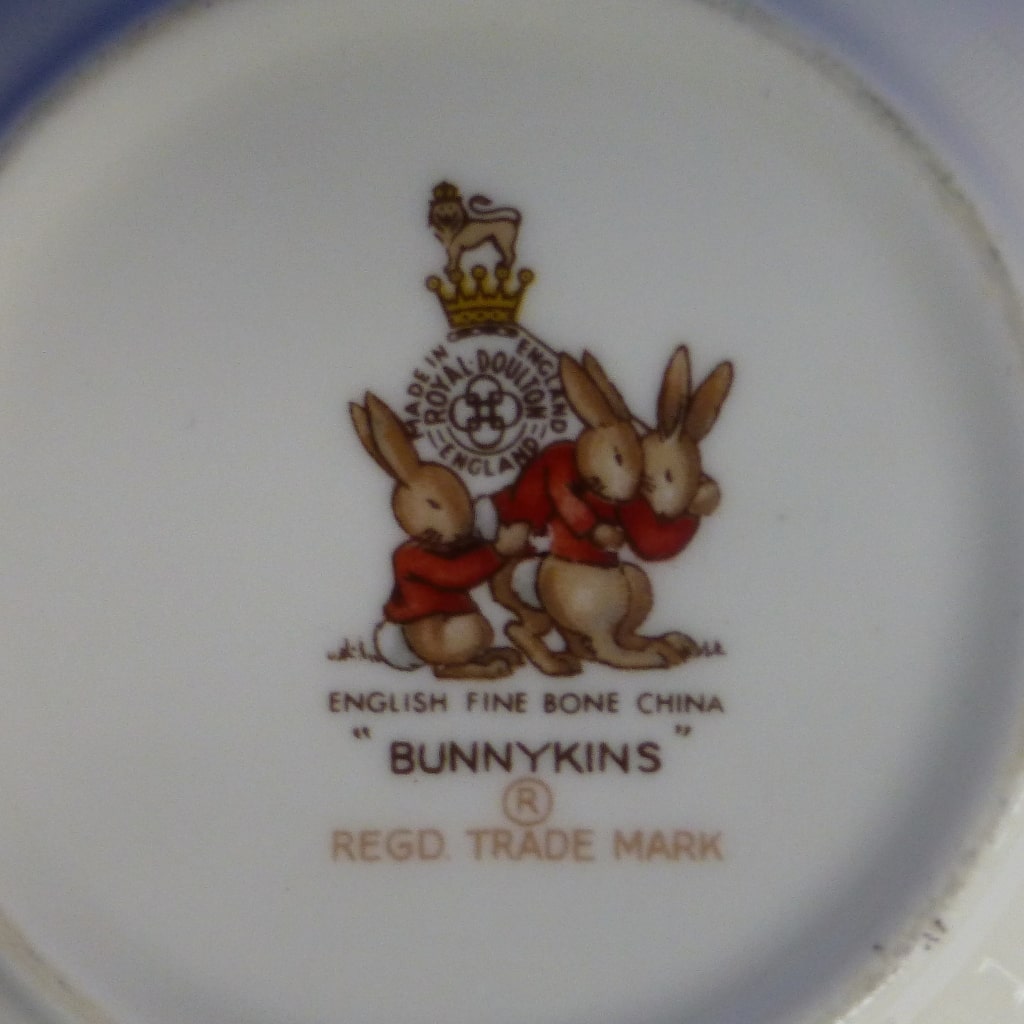 MADE IN ENGLAND
ROYAL·DOULTON
ENGLAND
ENGLISH FINE BONE CHINA
"BUNNYKINS"
®
REGD. TRADE MARK